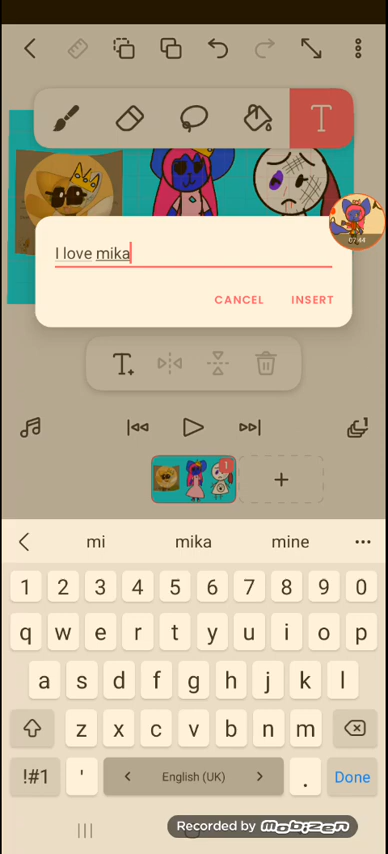 T
07:44
I love mika
CANCEL INSERT
T+
1
+
mi mika mine
1 2 3 4 5 6 7 8 9 0
q w e r t y u i o p
a s d f g h j k l
z x c v b n m
!#1 ' < English (UK) > . Done
Recorded by MOBIZEN